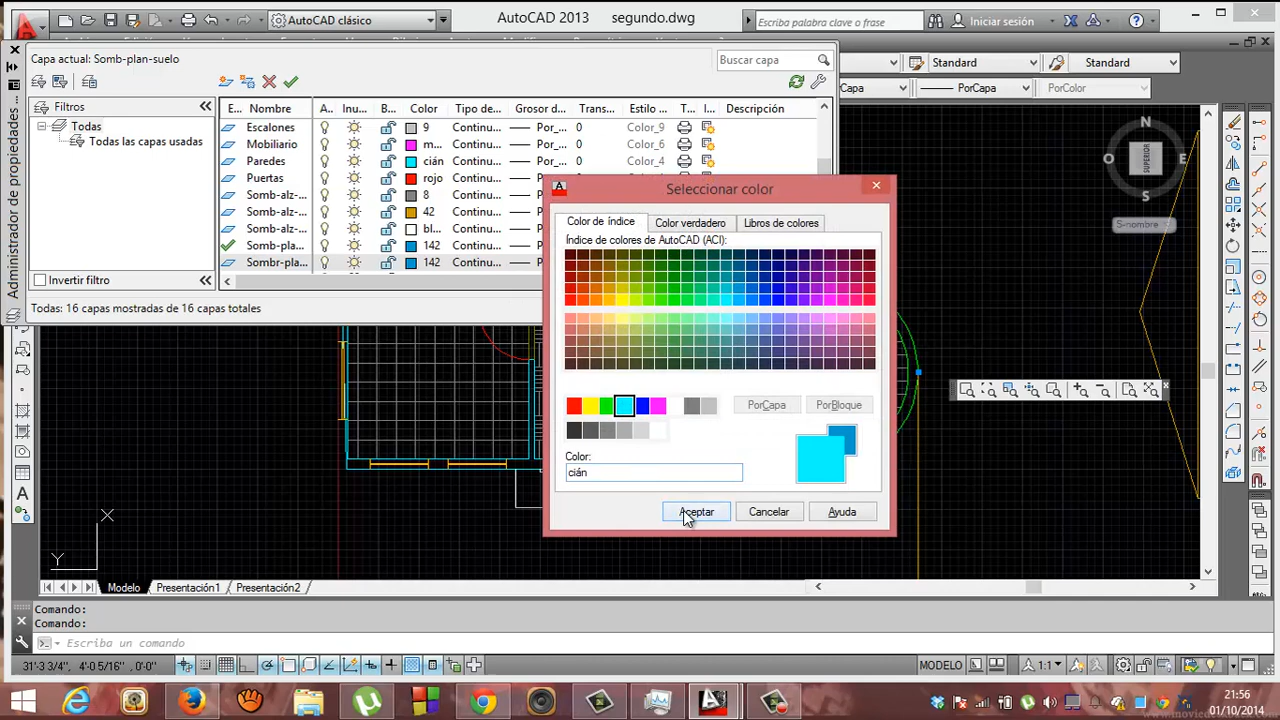 AutoCAD clásico
AutoCAD 2013 segundo.dwg
Escriba palabra clave o frase
Iniciar sesión
Capa actual: Somb-plan-suelo
Buscar capa
Standard
Standard
Capa
PorCapa
PorColor
Filtros
Todas
Todas las capas usadas
Invertir filtro
E... Nombre A... Inu... B... Color Tipo de... Grosor d... Trans... Estilo ... T... I... Descripción
Escalones 9 Continu... Por_... 0 Color_9
Mobiliario m... Continu... Por_... 0 Color_6
Paredes cián Continu... Por_... 0 Color_4
Puertas rojo Continu...
Somb-alz-... 8 Continu...
Somb-alz-... 42 Continu...
Somb-alz-... bl... Continu...
Somb-pla... 142 Continu...
Sombr-pla... 142 Continu...
Todas: 16 capas mostradas de 16 capas totales
Administrador de propiedades...
Seleccionar color
Color de índice
Color verdadero
Libros de colores
Índice de colores de AutoCAD (ACI):
PorCapa
PorBloque
Color:
cián
Aceptar
Cancelar
Ayuda
N
O
SUPERIOR
E
S
S-nombre
X
Y
Modelo
Presentación1
Presentación2
Comando:
Comando:
Escriba un comando
31'-3 3/4", 4'-0 5/16", 0'-0"
MODELO
1:1
21:56
01/10/2014